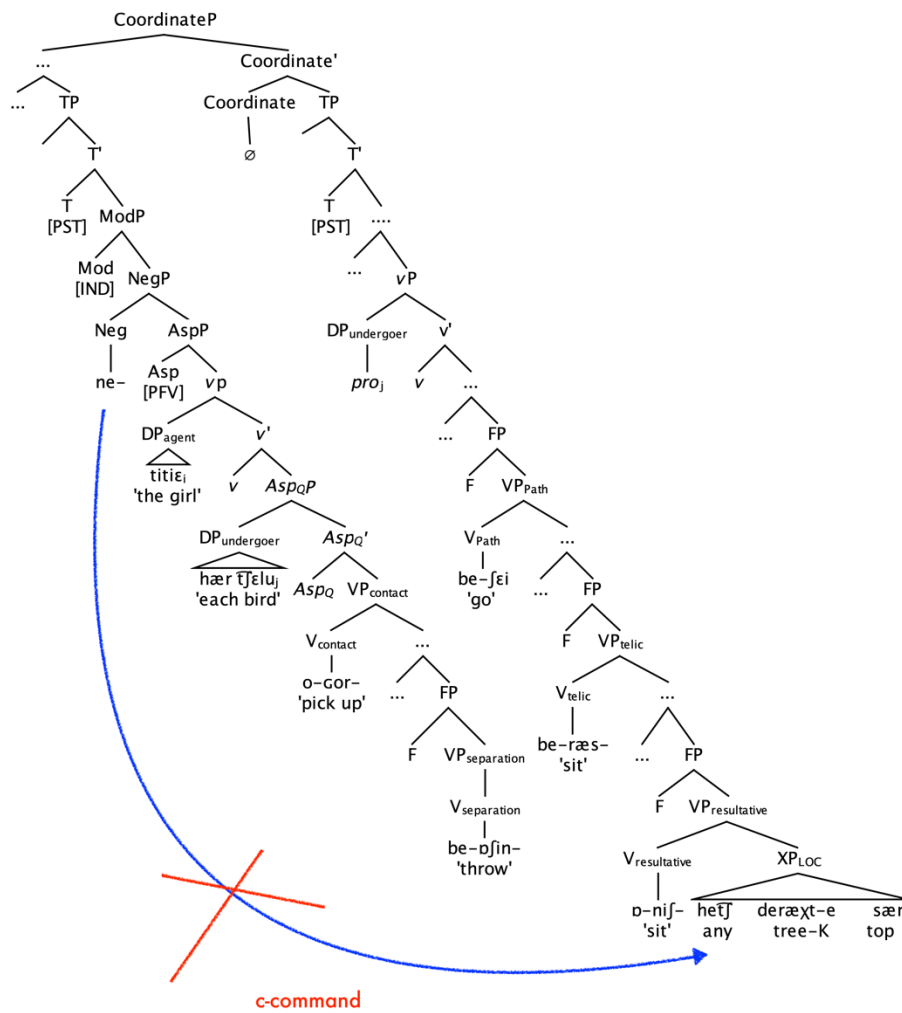 CoordinateP
... Coordinate'
... TP Coordinate TP
T' ∅ T'
T ModP T ....
[PST] [PST]
Mod NegP ... vP
[IND]
Neg AspP DPundergoer v'
ne- Asp vp proj v ...
[PFV]
DPagent v' ... FP
titiɛi v AspQP F VPPath
'the girl'
DPundergoer AspQ' VPath ...
hær t͡ʃɛluj AspQ VPcontact be-ʃɛi ... FP
'each bird' 'go'
Vcontact ... F VPtelic
o-ɢor- ... FP Vtelic ...
'pick up'
F VPseparation be-ræs- ... FP
'sit'
Vseparation F VPresultative
be-ɒʃin- Vresultative XPLOC
'throw'
ɒ-niʃ- het͡ʃ deræχt-e sær
'sit' any tree-K top
c-command